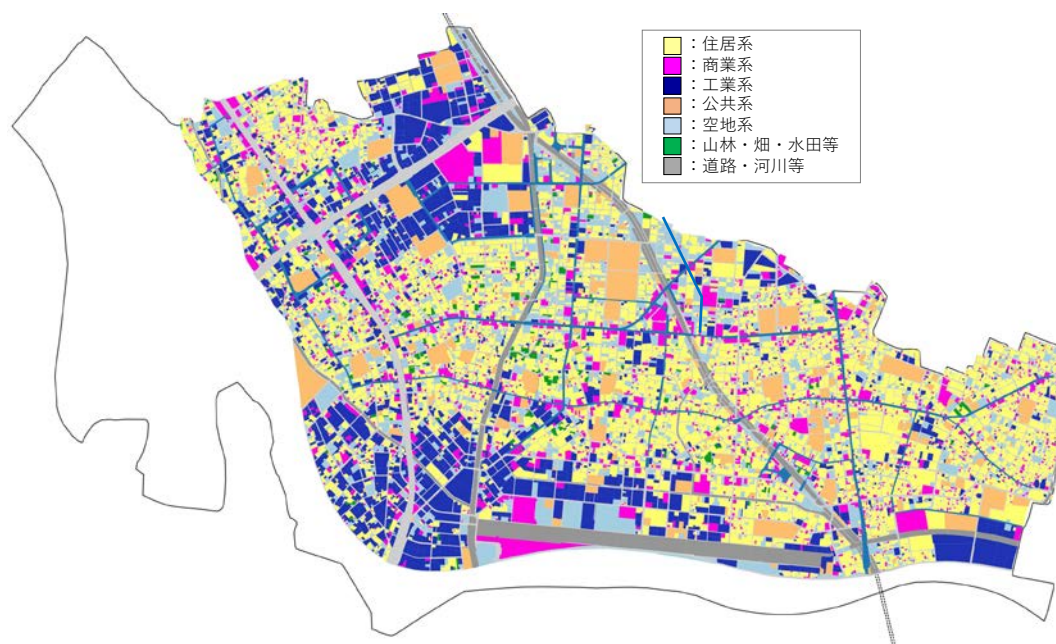 ：住居系
：商業系
：工業系
：公共系
：空地系
：山林・畑・水田等
：道路・河川等